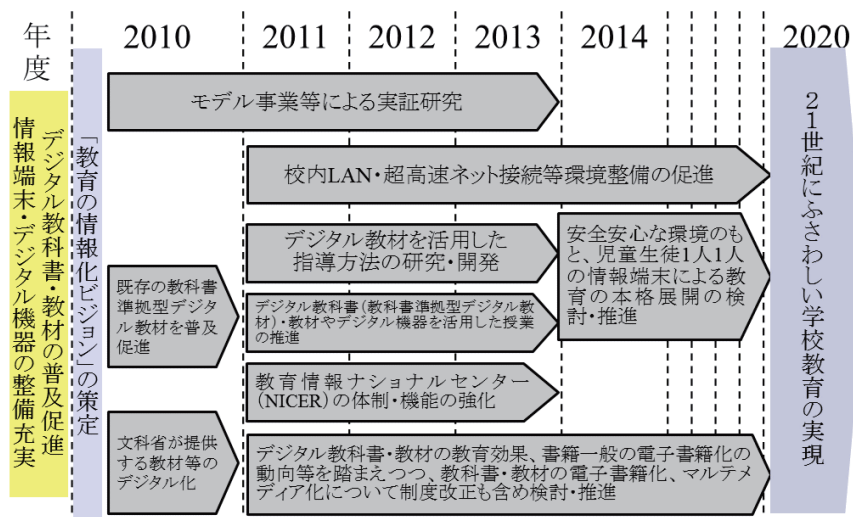 年度
2010
2011
2012
2013
2014
2020
デジタル教科書・教材の普及促進
情報端末・デジタル機器の整備充実
「教育の情報化ビジョン」の策定
モデル事業等による実証研究
校内LAN・超高速ネット接続等環境整備の促進
デジタル教材を活用した
指導方法の研究・開発
安全安心な環境のも
と、児童生徒1人1人
の情報端末による教
育の本格展開の検
討・推進
既存の教科書
準拠型デジ
タル教材を普及
促進
デジタル教科書(教科書準拠型デジタル教
材)・教材やデジタル機器を活用した授業
の推進
教育情報ナショナルセンター
(NICER)の体制・機能の強化
文科省が提供
する教材等の
デジタル化
デジタル教科書・教材の教育効果、書籍一般の電子書籍化の
動向等を踏まえつつ、教科書・教材の電子書籍化、マルテメ
ディア化について制度改正も含め検討・推進
21世紀にふさわしい学校教育の実現